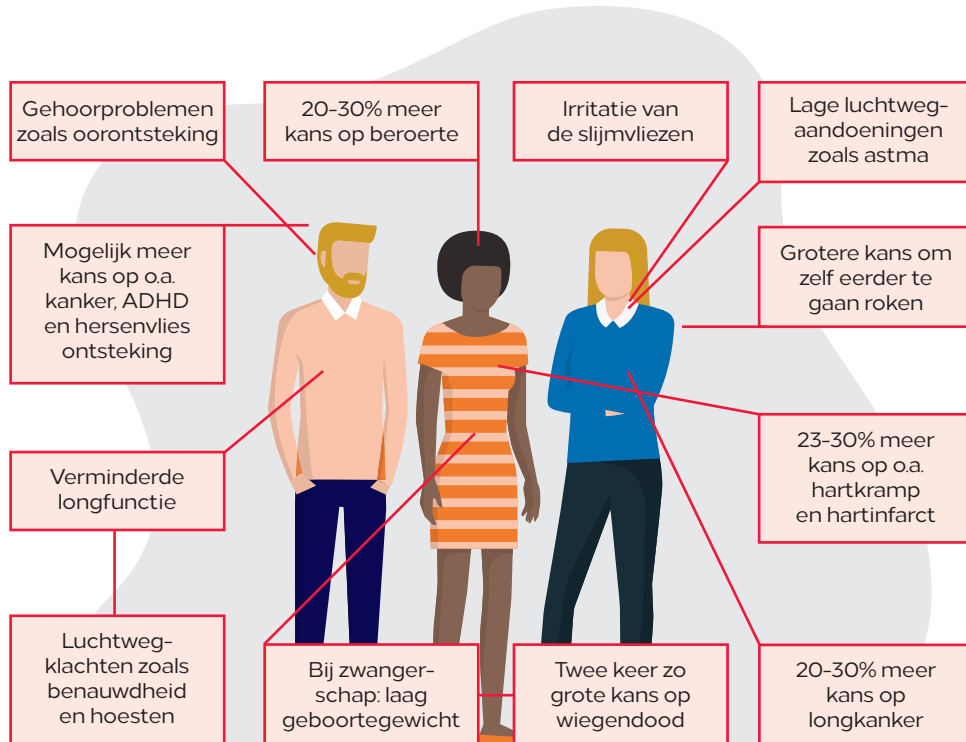 Gehoorproblemen
zoals oorontsteking
20-30% meer
kans op beroerte
Irritatie van
de slijmvliezen
Lage luchtweg-
aandoeningen
zoals astma
Mogelijk meer
kans op o.a.
kanker, ADHD
en hersenvlies
ontsteking
Grotere kans om
zelf eerder te
gaan roken
Verminderde
longfunctie
23-30% meer
kans op o.a.
hartkramp
en hartinfarct
Luchtweg-
klachten zoals
benauwdheid
en hoesten
Bij zwanger-
schap: laag
geboortegewicht
Twee keer zo
grote kans op
wiegendood
20-30% meer
kans op
longkanker